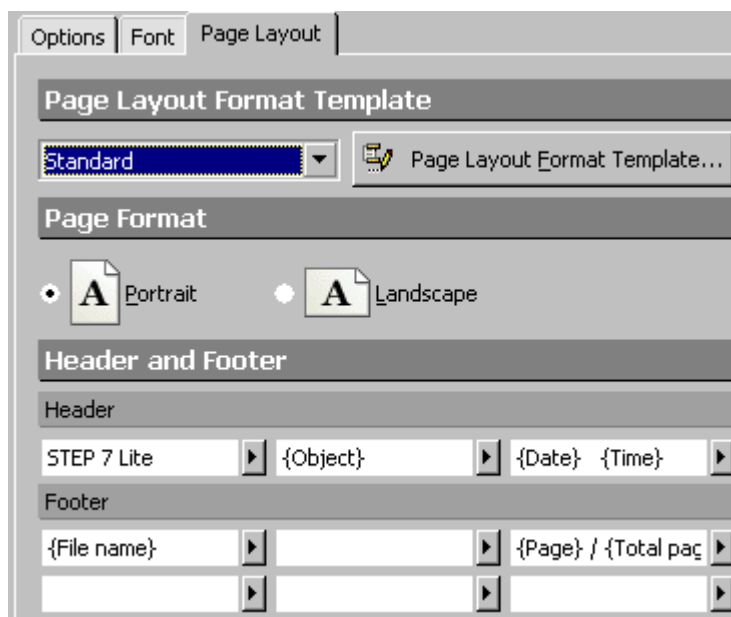 Options Font Page Layout
Page Layout Format Template
Standard Page Layout Format Template...
Page Format
A Portrait A Landscape
Header and Footer
Header
STEP 7 Lite {Object} {Date} {Time}
Footer
{File name} {Page} / {Total pag